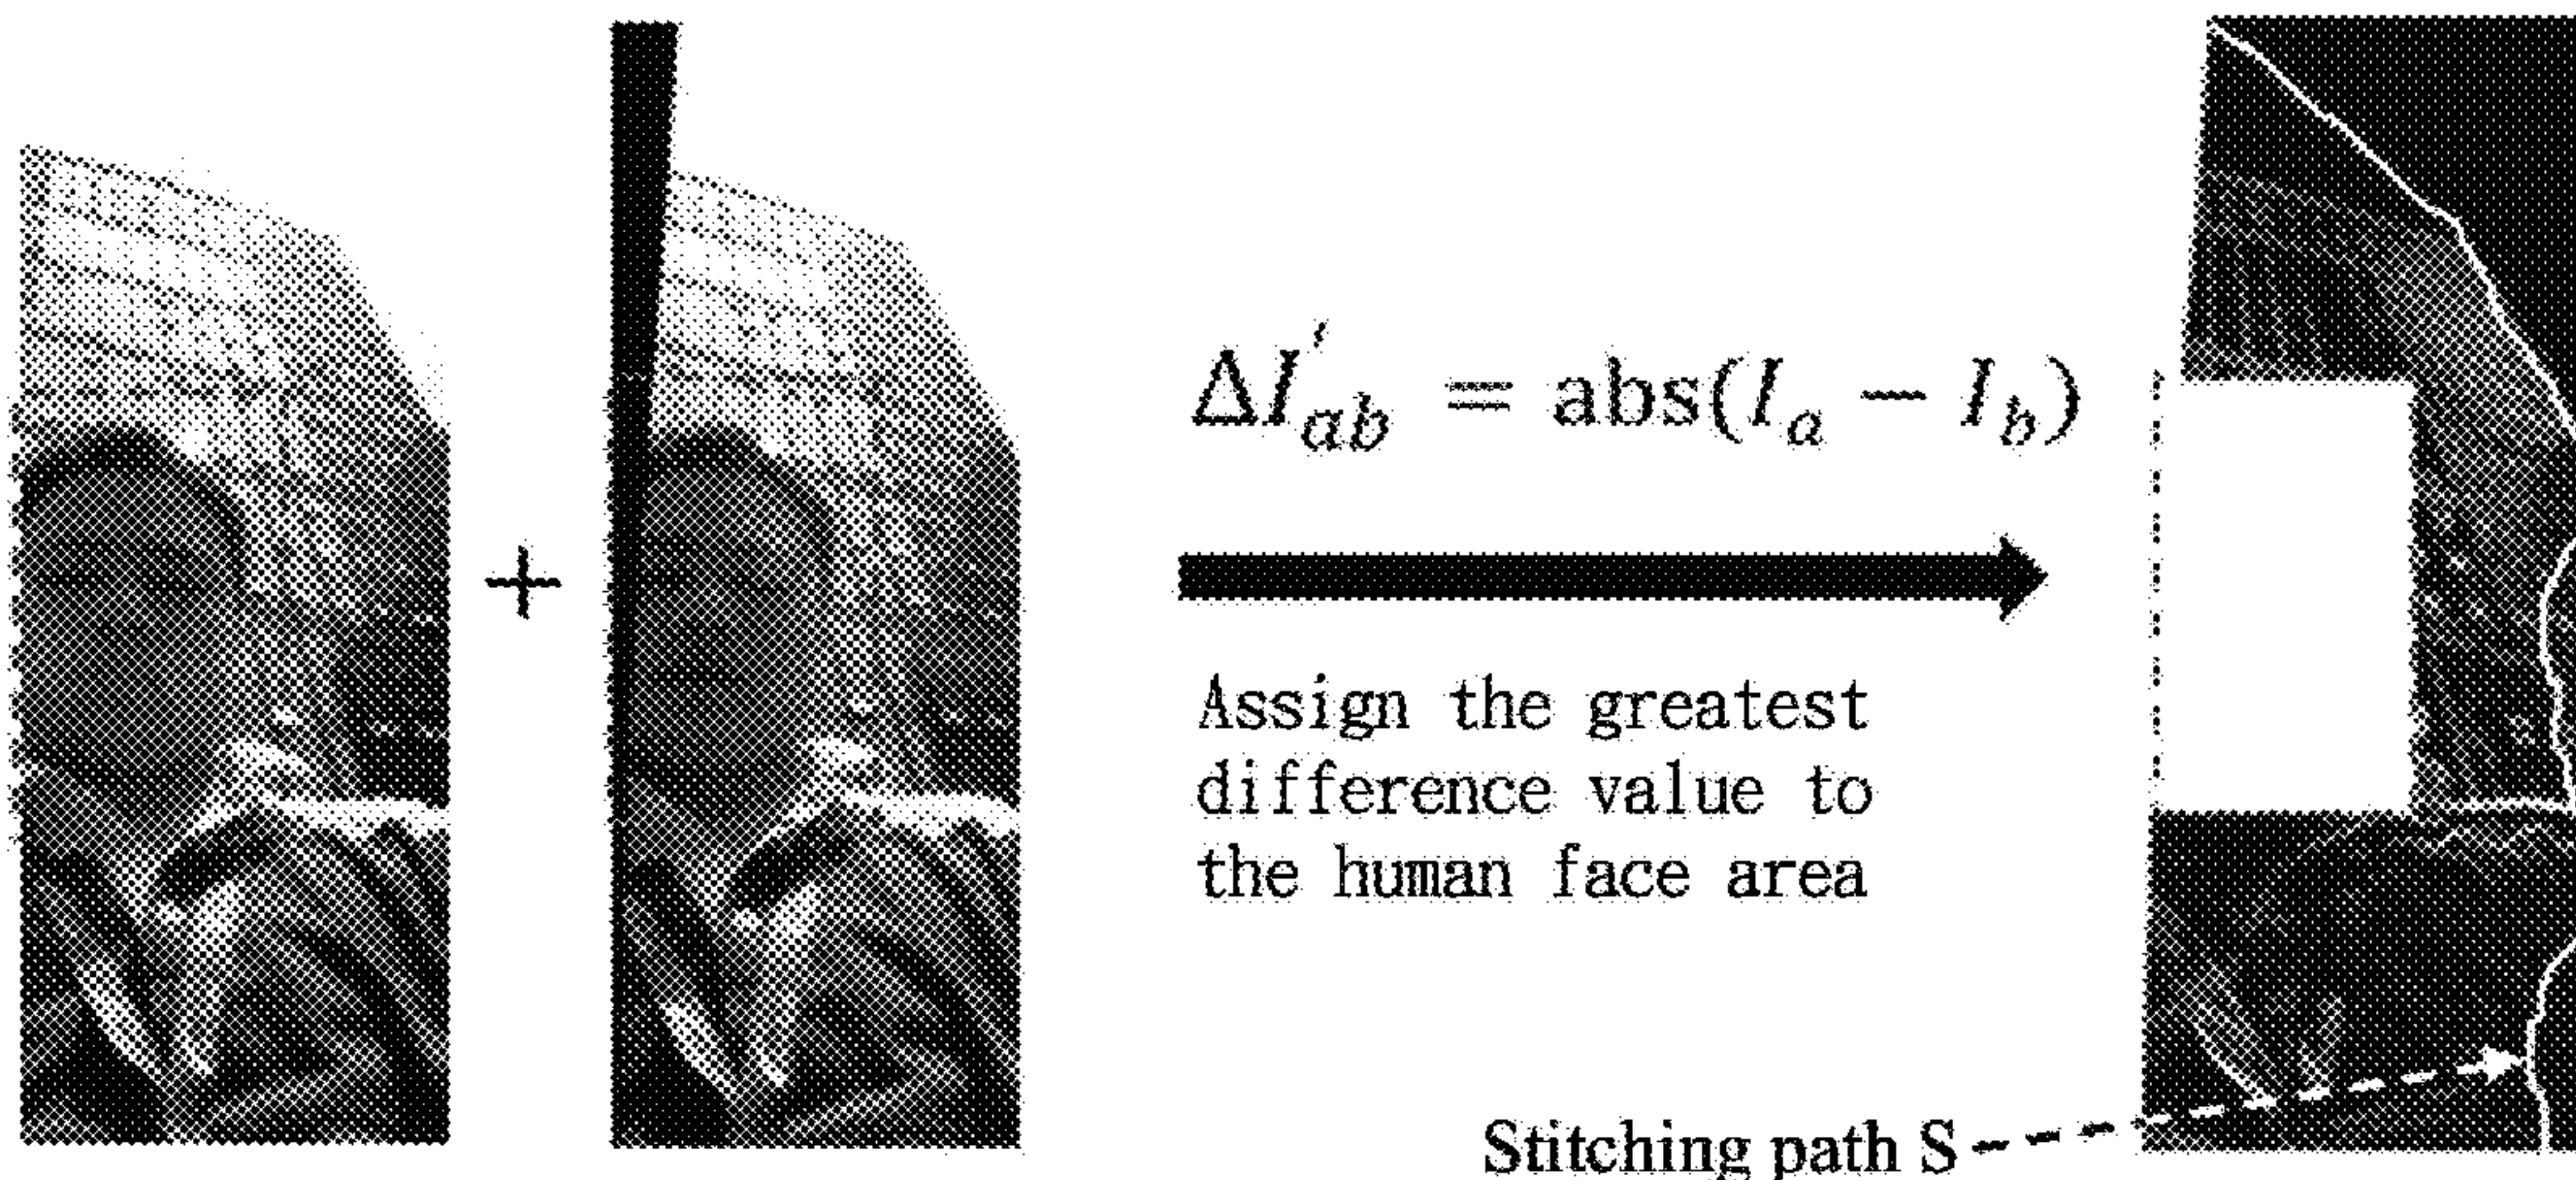 +
ΔI'ab = abs(Ia − Ib)
Assign the greatest
difference value to
the human face area
Stitching path S